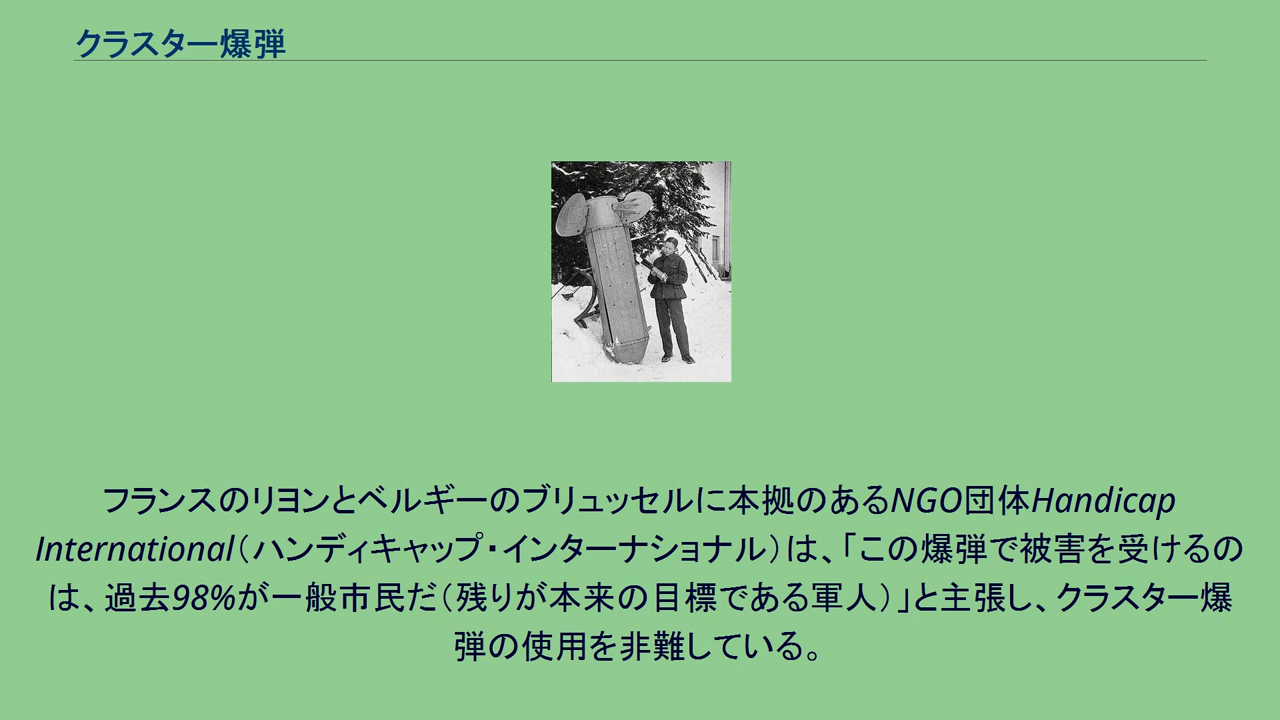 クラスター爆弾
フランスのリヨンとベルギーのブリュッセルに本拠のあるNGO団体Handicap
International（ハンディキャップ・インターナショナル）は、「この爆弾で被害を受けるの
は、過去98%が一般市民だ（残りが本来の目標である軍人）」と主張し、クラスター爆
弾の使用を非難している。